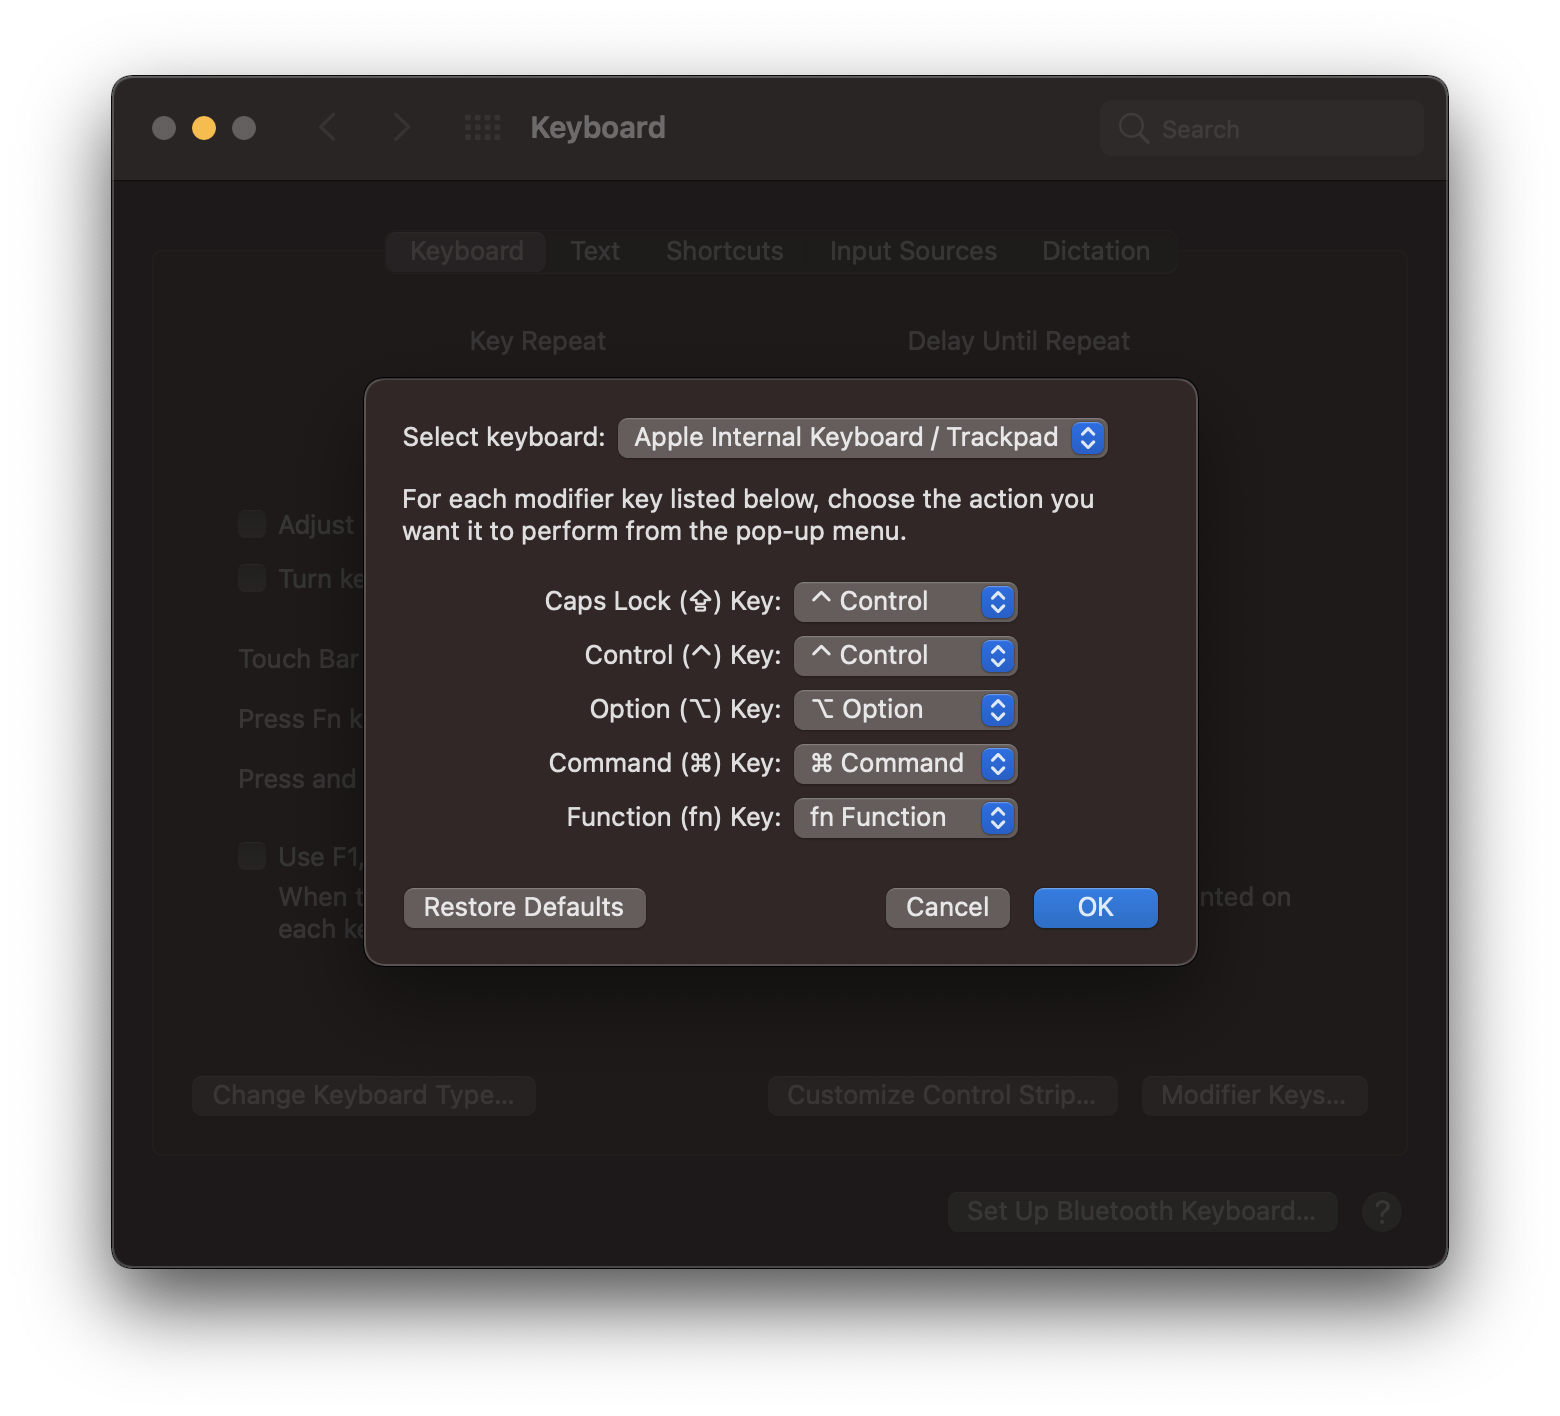 Keyboard
Search
Keyboard Text Shortcuts Input Sources Dictation
Key Repeat Delay Until Repeat
Select keyboard: Apple Internal Keyboard / Trackpad
For each modifier key listed below, choose the action you
want it to perform from the pop-up menu.
Adjust
Turn ke
Caps Lock (⇪) Key: ^ Control
Control (^) Key: ^ Control
Touch Bar
Option (⌥) Key: ⌥ Option
Press Fn k
Command (⌘) Key: ⌘ Command
Press and
Function (fn) Key: fn Function
Use F1,
When t
nted on
each ke
Restore Defaults Cancel OK
Change Keyboard Type... Customize Control Strip... Modifier Keys...
Set Up Bluetooth Keyboard... ?